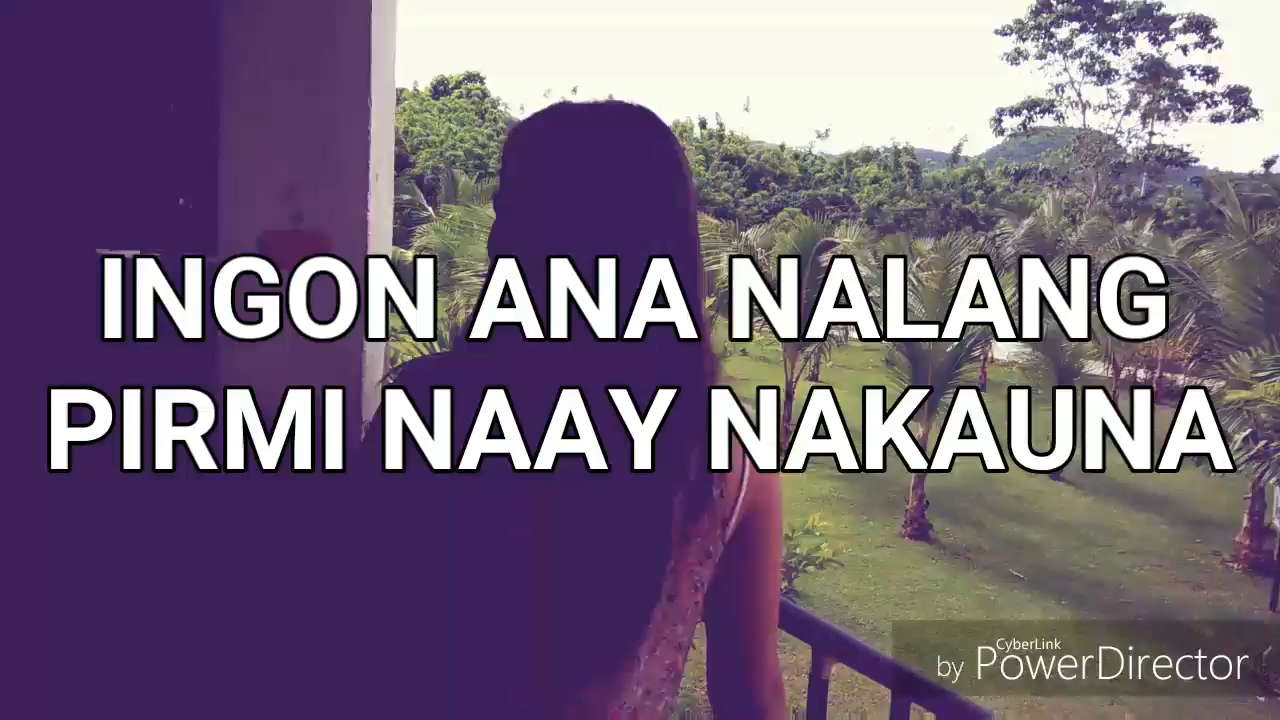 INGON ANA NALANG
PIRMI NAAY NAKAUNA
CyberLink
by PowerDirector